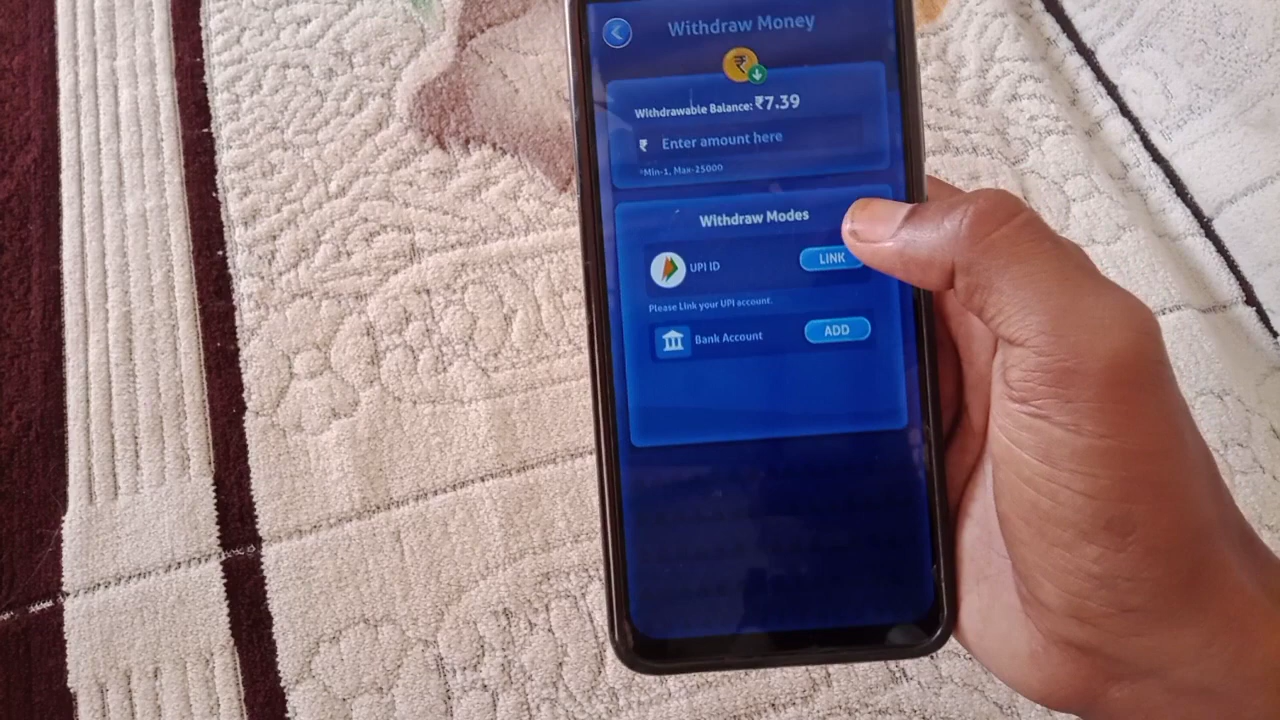 Withdraw Money
Withdrawable Balance: ₹7.39
₹ Enter amount here
*Min-1, Max-25000
Withdraw Modes
UPI ID LINK
Please Link your UPI account.
Bank Account ADD